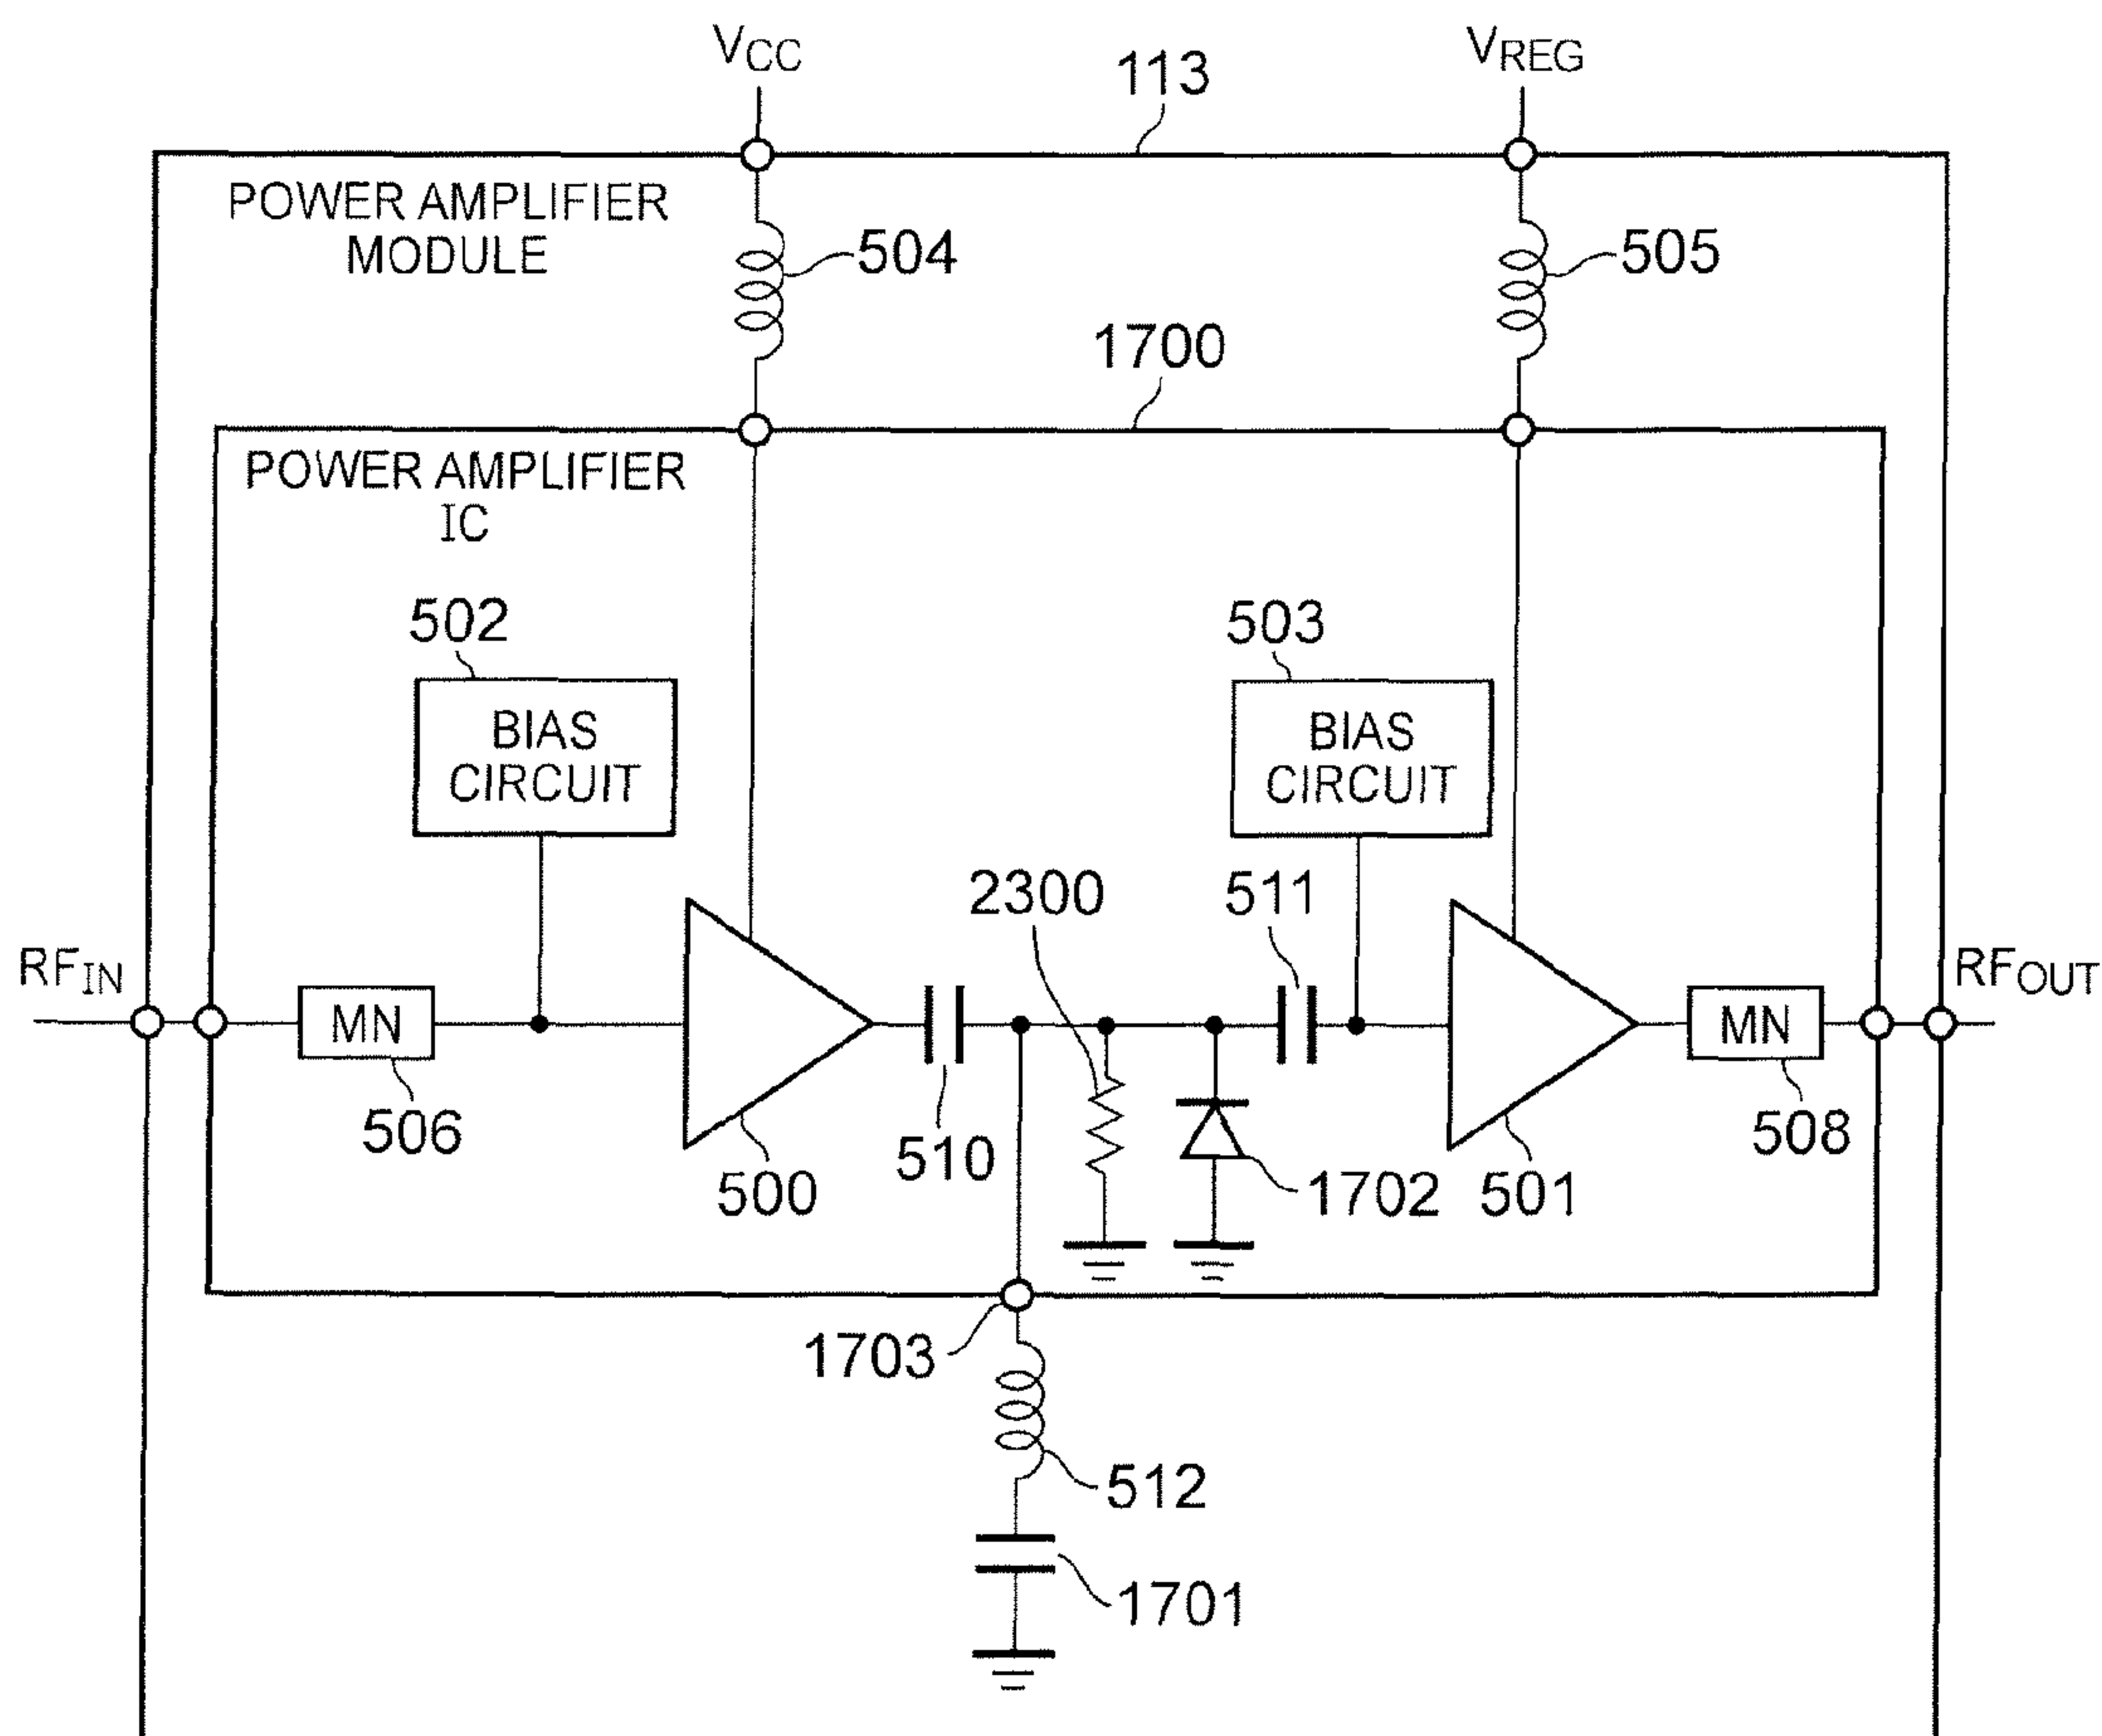 VCC
113
VREG
POWER AMPLIFIER
MODULE
504
505
1700
POWER AMPLIFIER
IC
502
503
BIAS
CIRCUIT
BIAS
CIRCUIT
2300
511
RFIN
RFOUT
MN
MN
506
500
510
1702
501
508
1703
512
1701